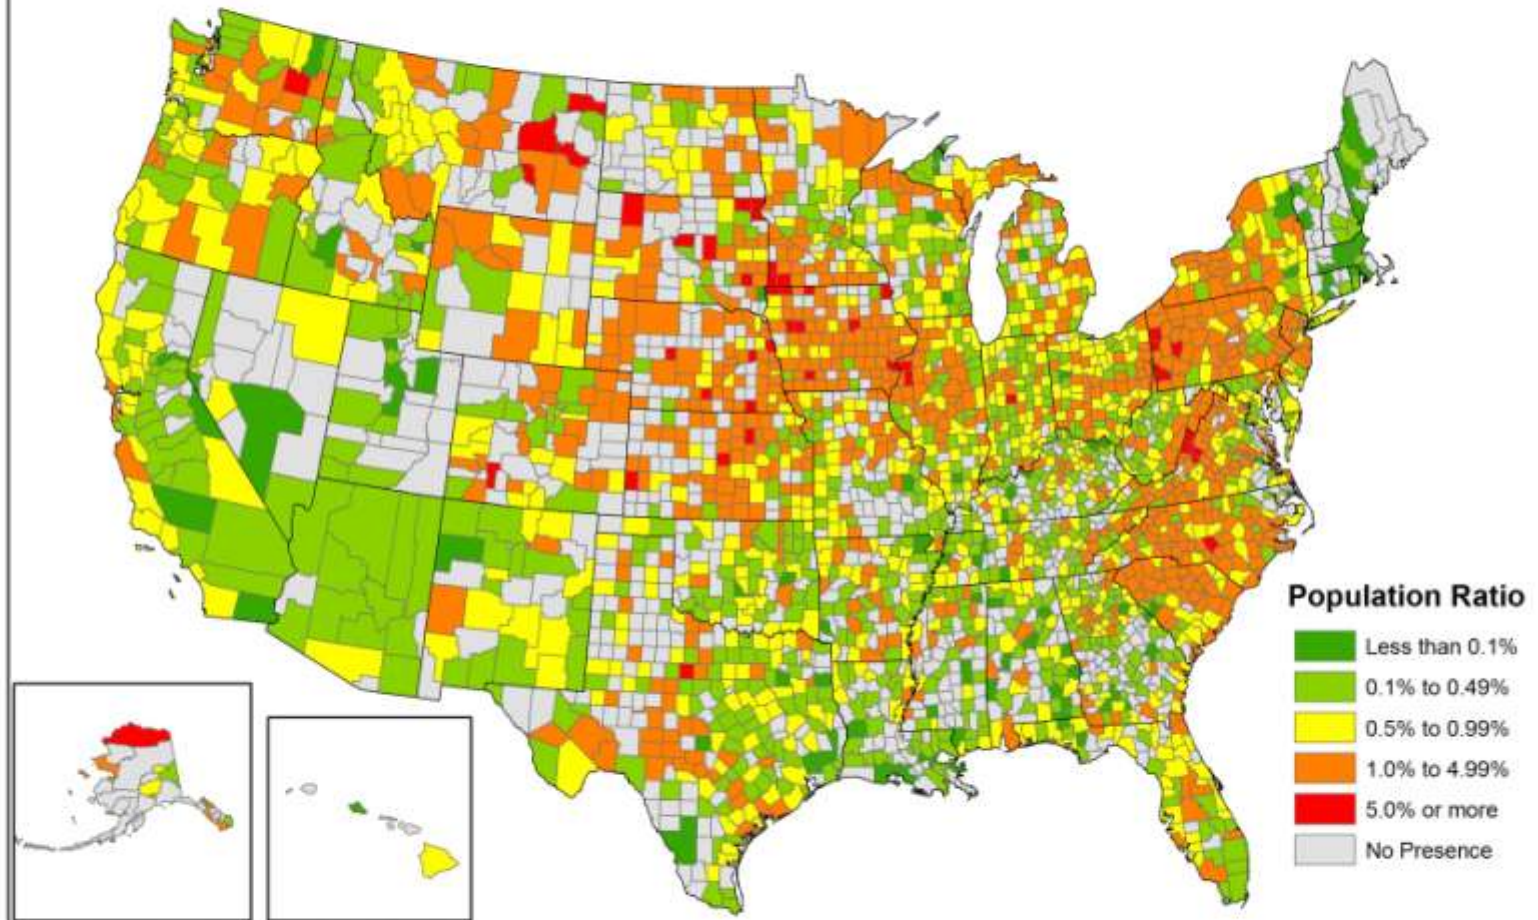 Population Ratio
Less than 0.1%
0.1% to 0.49%
0.5% to 0.99%
1.0% to 4.99%
5.0% or more
No Presence